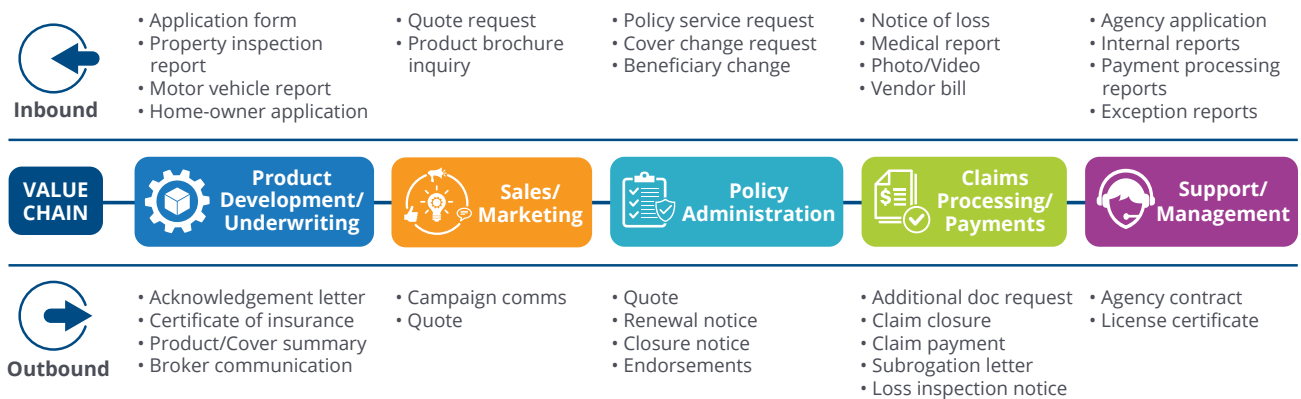 • Application form
• Property inspection
report
• Motor vehicle report
• Home-owner application
• Quote request
• Product brochure
inquiry
• Policy service request
• Cover change request
• Beneficiary change
• Notice of loss
• Medical report
• Photo/Video
• Vendor bill
• Agency application
• Internal reports
• Payment processing
reports
• Exception reports
Inbound
VALUE
CHAIN
Product
Development/
Underwriting
Sales/
Marketing
Policy
Administration
Claims
Processing/
Payments
Support/
Management
Outbound
• Acknowledgement letter
• Certificate of insurance
• Product/Cover summary
• Broker communication
• Campaign comms
• Quote
• Quote
• Renewal notice
• Closure notice
• Endorsements
• Additional doc request
• Claim closure
• Claim payment
• Subrogation letter
• Loss inspection notice
• Agency contract
• License certificate